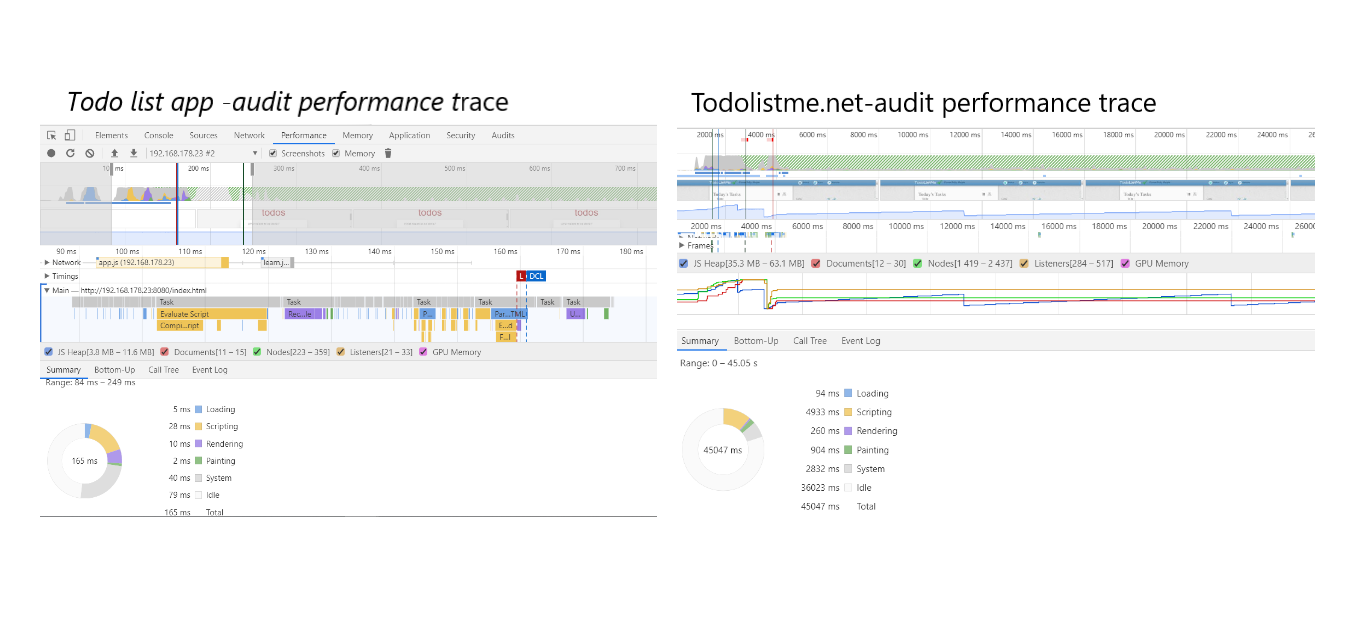 Todo list app -audit performance trace
Elements Console Sources Network Performance Memory Application Security Audits
192.168.178.23 #2 Screenshots Memory
ms 200 ms 300 ms 400 ms 500 ms 600 ms 700 ms
todos todos todos
90 ms 100 ms 110 ms 120 ms 130 ms 140 ms 150 ms 160 ms 170 ms 180 ms
Network app.js (192.168.178.23) learn.j...
Timings L DCL
Main — http://192.168.178.23:8080/index.html
Task Task Task Task Task Task
Evaluate Script Rec...le P... Par...TML U...
Compi...ript E...d
F...l
JS Heap[3.8 MB – 11.6 MB] Documents[11 – 15] Nodes[223 – 359] Listeners[21 – 33] GPU Memory
Summary Bottom-Up Call Tree Event Log
Range: 84 ms – 249 ms
5 ms Loading
28 ms Scripting
10 ms Rendering
165 ms
2 ms Painting
40 ms System
79 ms Idle
165 ms Total
Todolistme.net-audit performance trace
2000 ms 4000 ms 6000 ms 8000 ms 10000 ms 12000 ms 14000 ms 16000 ms 18000 ms 20000 ms 22000 ms 24000 ms 26
Today's Tasks Today's Tasks Today's Tasks
2000 ms 4000 ms 6000 ms 8000 ms 10000 ms 12000 ms 14000 ms 16000 ms 18000 ms 20000 ms 22000 ms 24000 ms 26000
Network
Frames
JS Heap[35.3 MB – 63.1 MB] Documents[12 – 30] Nodes[1 419 – 2 437] Listeners[284 – 517] GPU Memory
Summary Bottom-Up Call Tree Event Log
Range: 0 – 45.05 s
94 ms Loading
4933 ms Scripting
260 ms Rendering
45047 ms
904 ms Painting
2832 ms System
36023 ms Idle
45047 ms Total